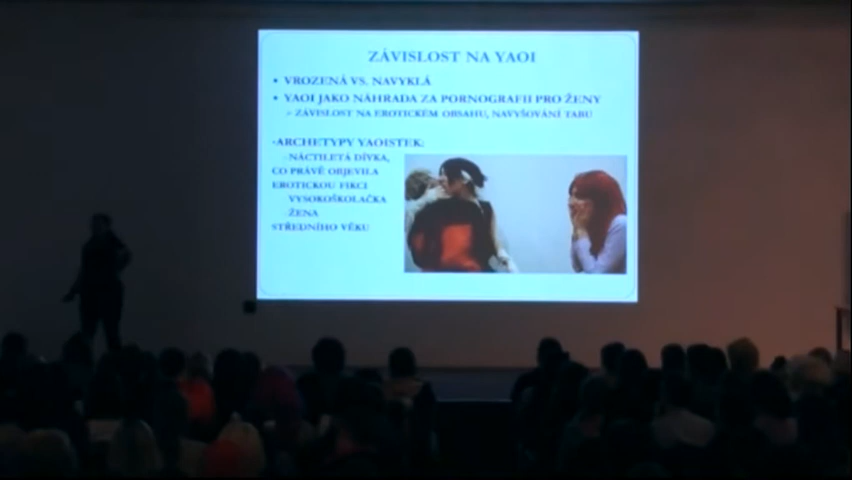 ZÁVISLOST NA YAOI
• VROZENÁ VS. NAVYKLÁ
• YAOI JAKO NÁHRADA ZA PORNOGRAFII PRO ŽENY
➢ ZÁVISLOST NA EROTICKÉM OBSAHU, NAVYŠOVÁNÍ TABU
•ARCHETYPY YAOISTEK:
NÁCTILETÁ DÍVKA,
CO PRÁVĚ OBJEVILA
EROTICKOU FIKCI
VYSOKOŠKOLAČKA
ŽENA
STŘEDNÍHO VĚKU